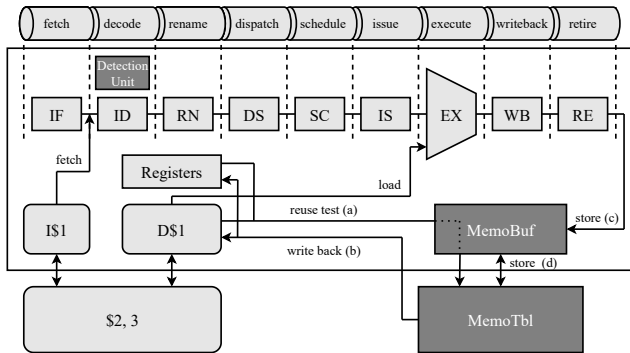 fetch decode rename dispatch schedule issue execute writeback retire
Detection
Unit
IF ID RN DS SC IS EX WB RE
fetch
Registers
load
reuse test (a)
I$1
D$1
MemoBuf
store (c)
write back (b)
store (d)
$2, 3
MemoTbl